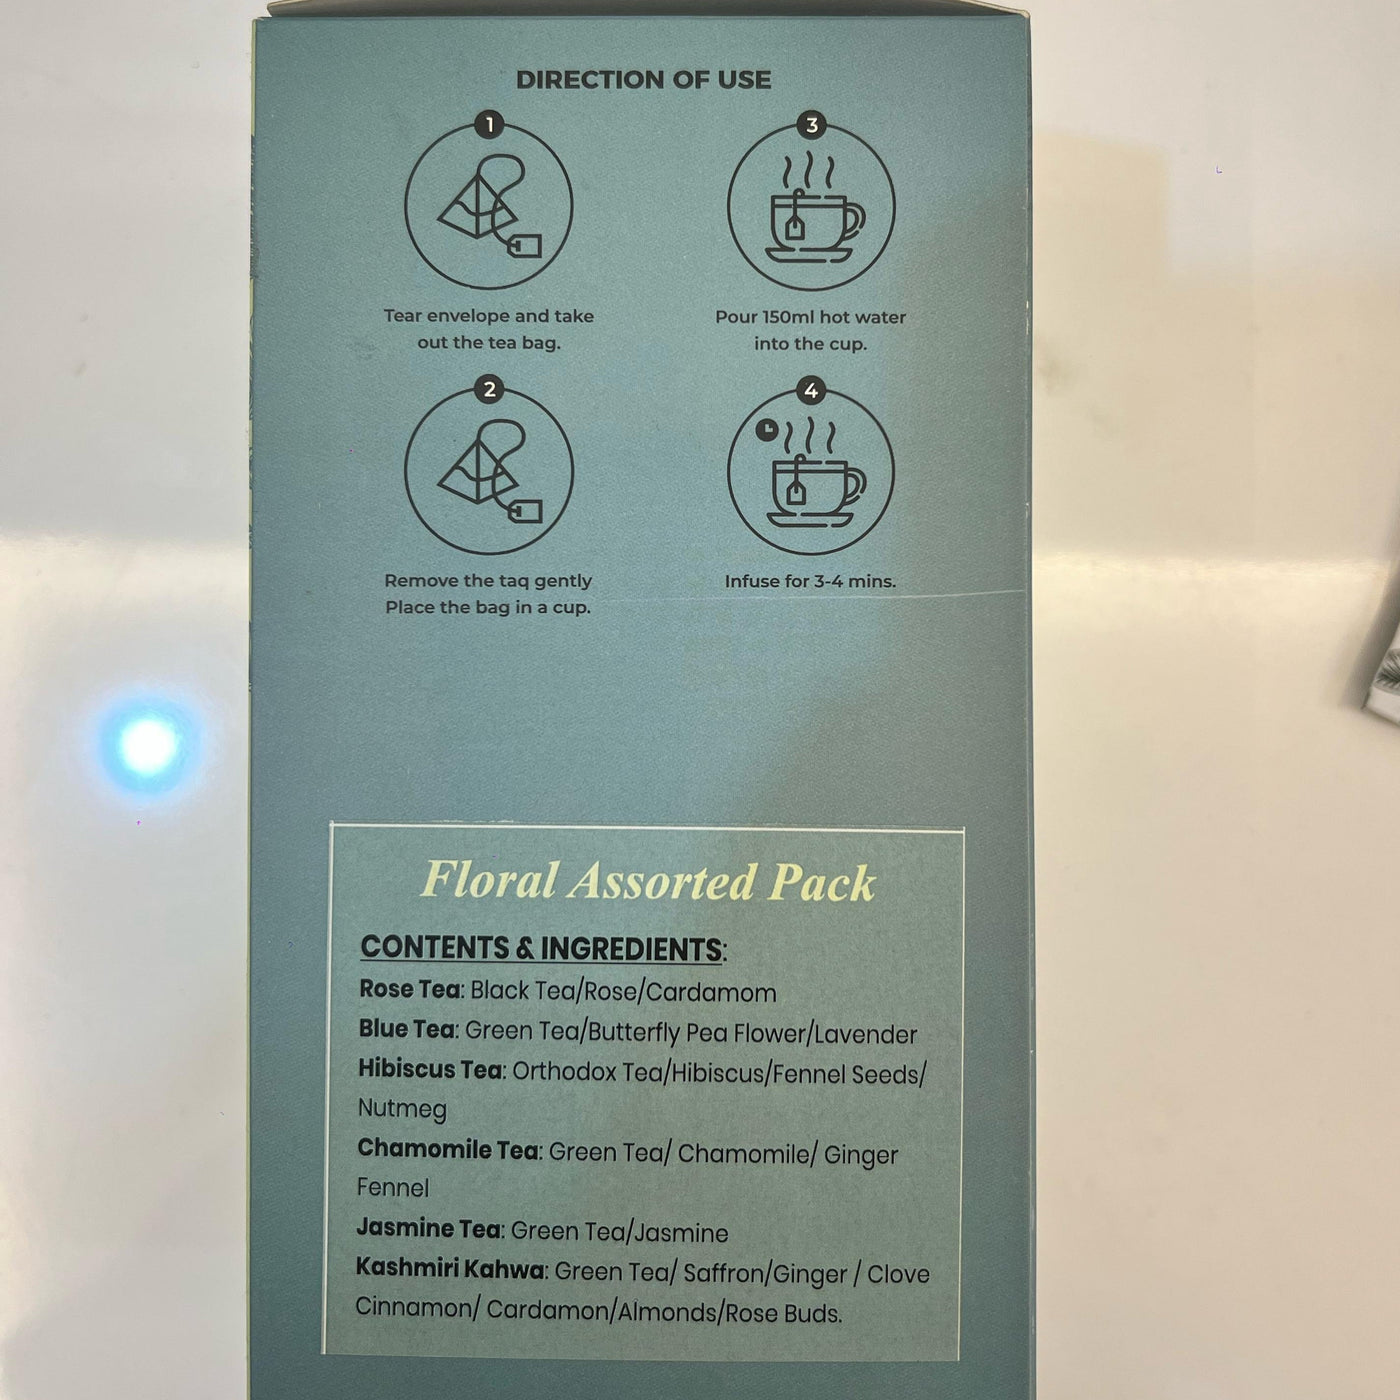 DIRECTION OF USE
1
Tear envelope and take
out the tea bag.
2
Remove the taq gently
Place the bag in a cup.
3
Pour 150ml hot water
into the cup.
4
Infuse for 3-4 mins.
Floral Assorted Pack
CONTENTS & INGREDIENTS:
Rose Tea: Black Tea/Rose/Cardamom
Blue Tea: Green Tea/Butterfly Pea Flower/Lavender
Hibiscus Tea: Orthodox Tea/Hibiscus/Fennel Seeds/
Nutmeg
Chamomile Tea: Green Tea/ Chamomile/ Ginger
Fennel
Jasmine Tea: Green Tea/Jasmine
Kashmiri Kahwa: Green Tea/ Saffron/Ginger / Clove
Cinnamon/ Cardamon/Almonds/Rose Buds.